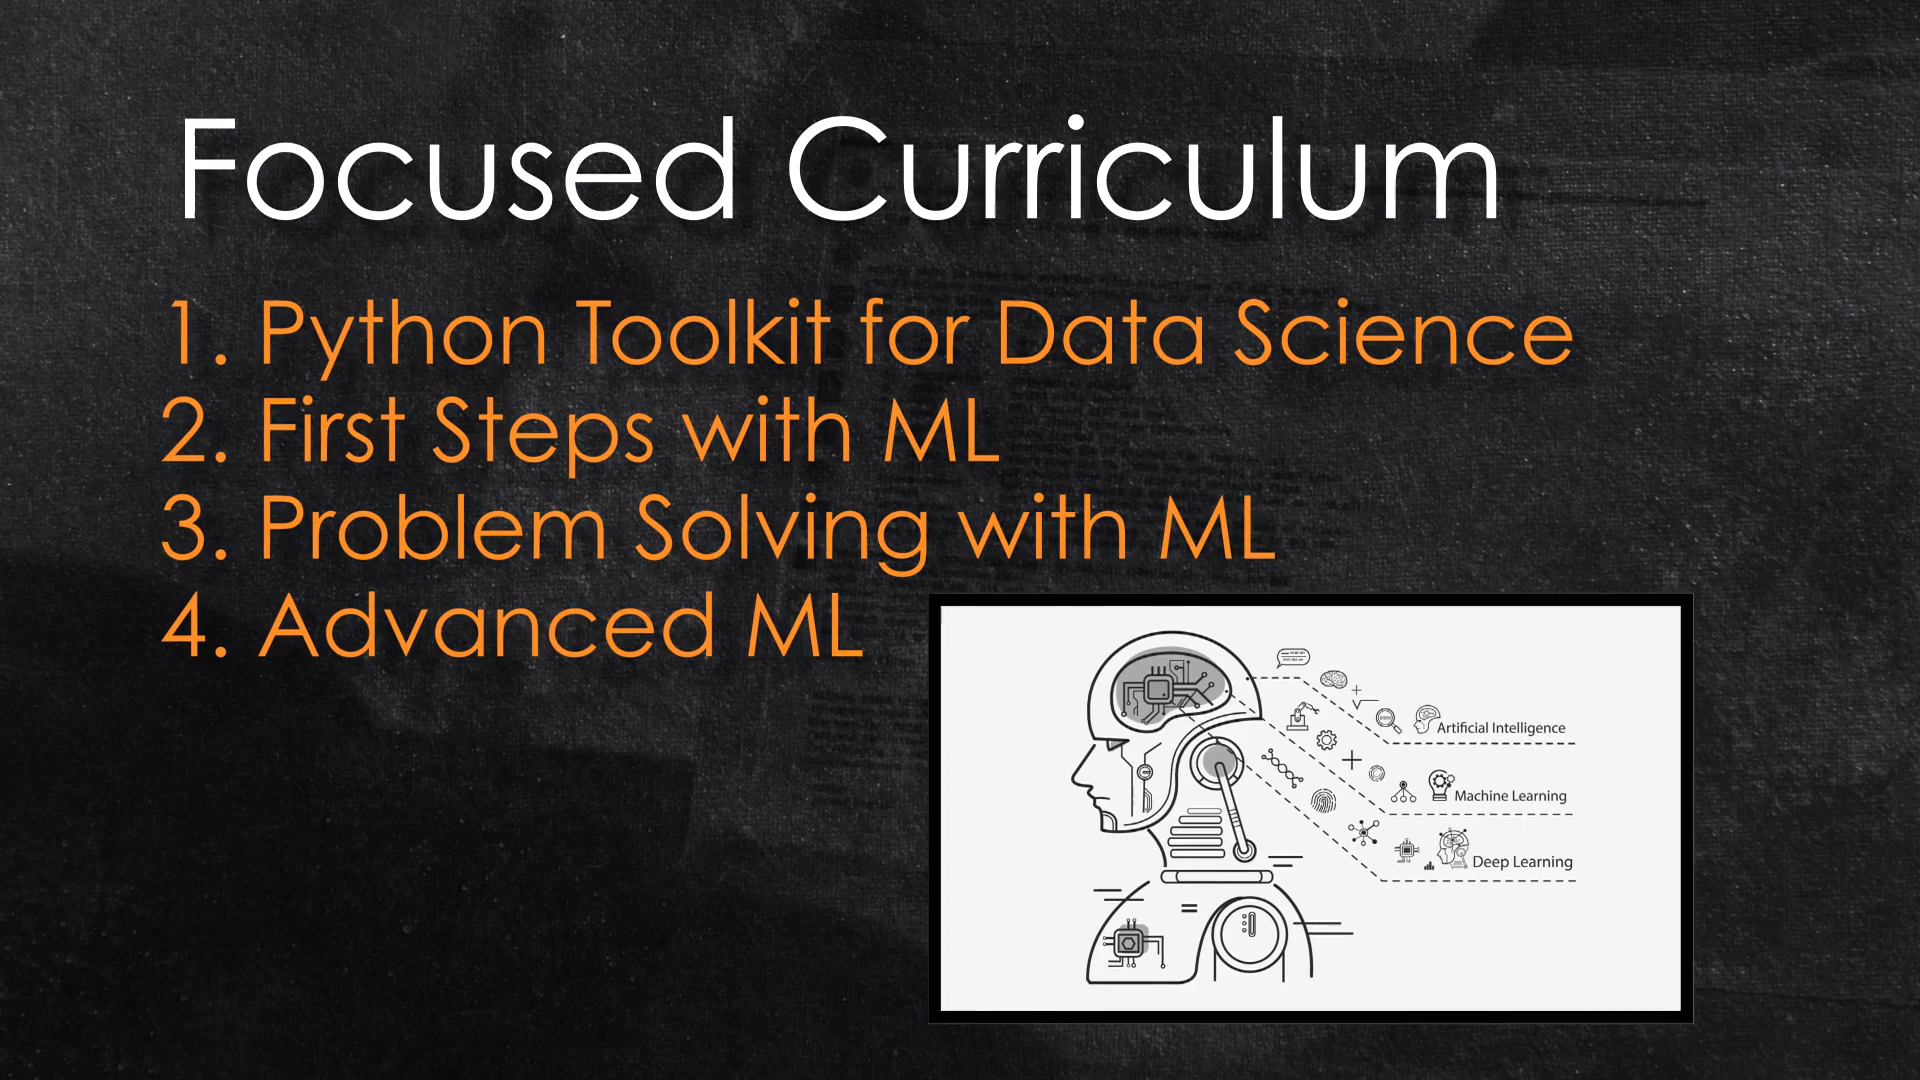 Focused Curriculum
1. Python Toolkit for Data Science
2. First Steps with ML
3. Problem Solving with ML
4. Advanced ML
Artificial Intelligence
Machine Learning
Deep Learning